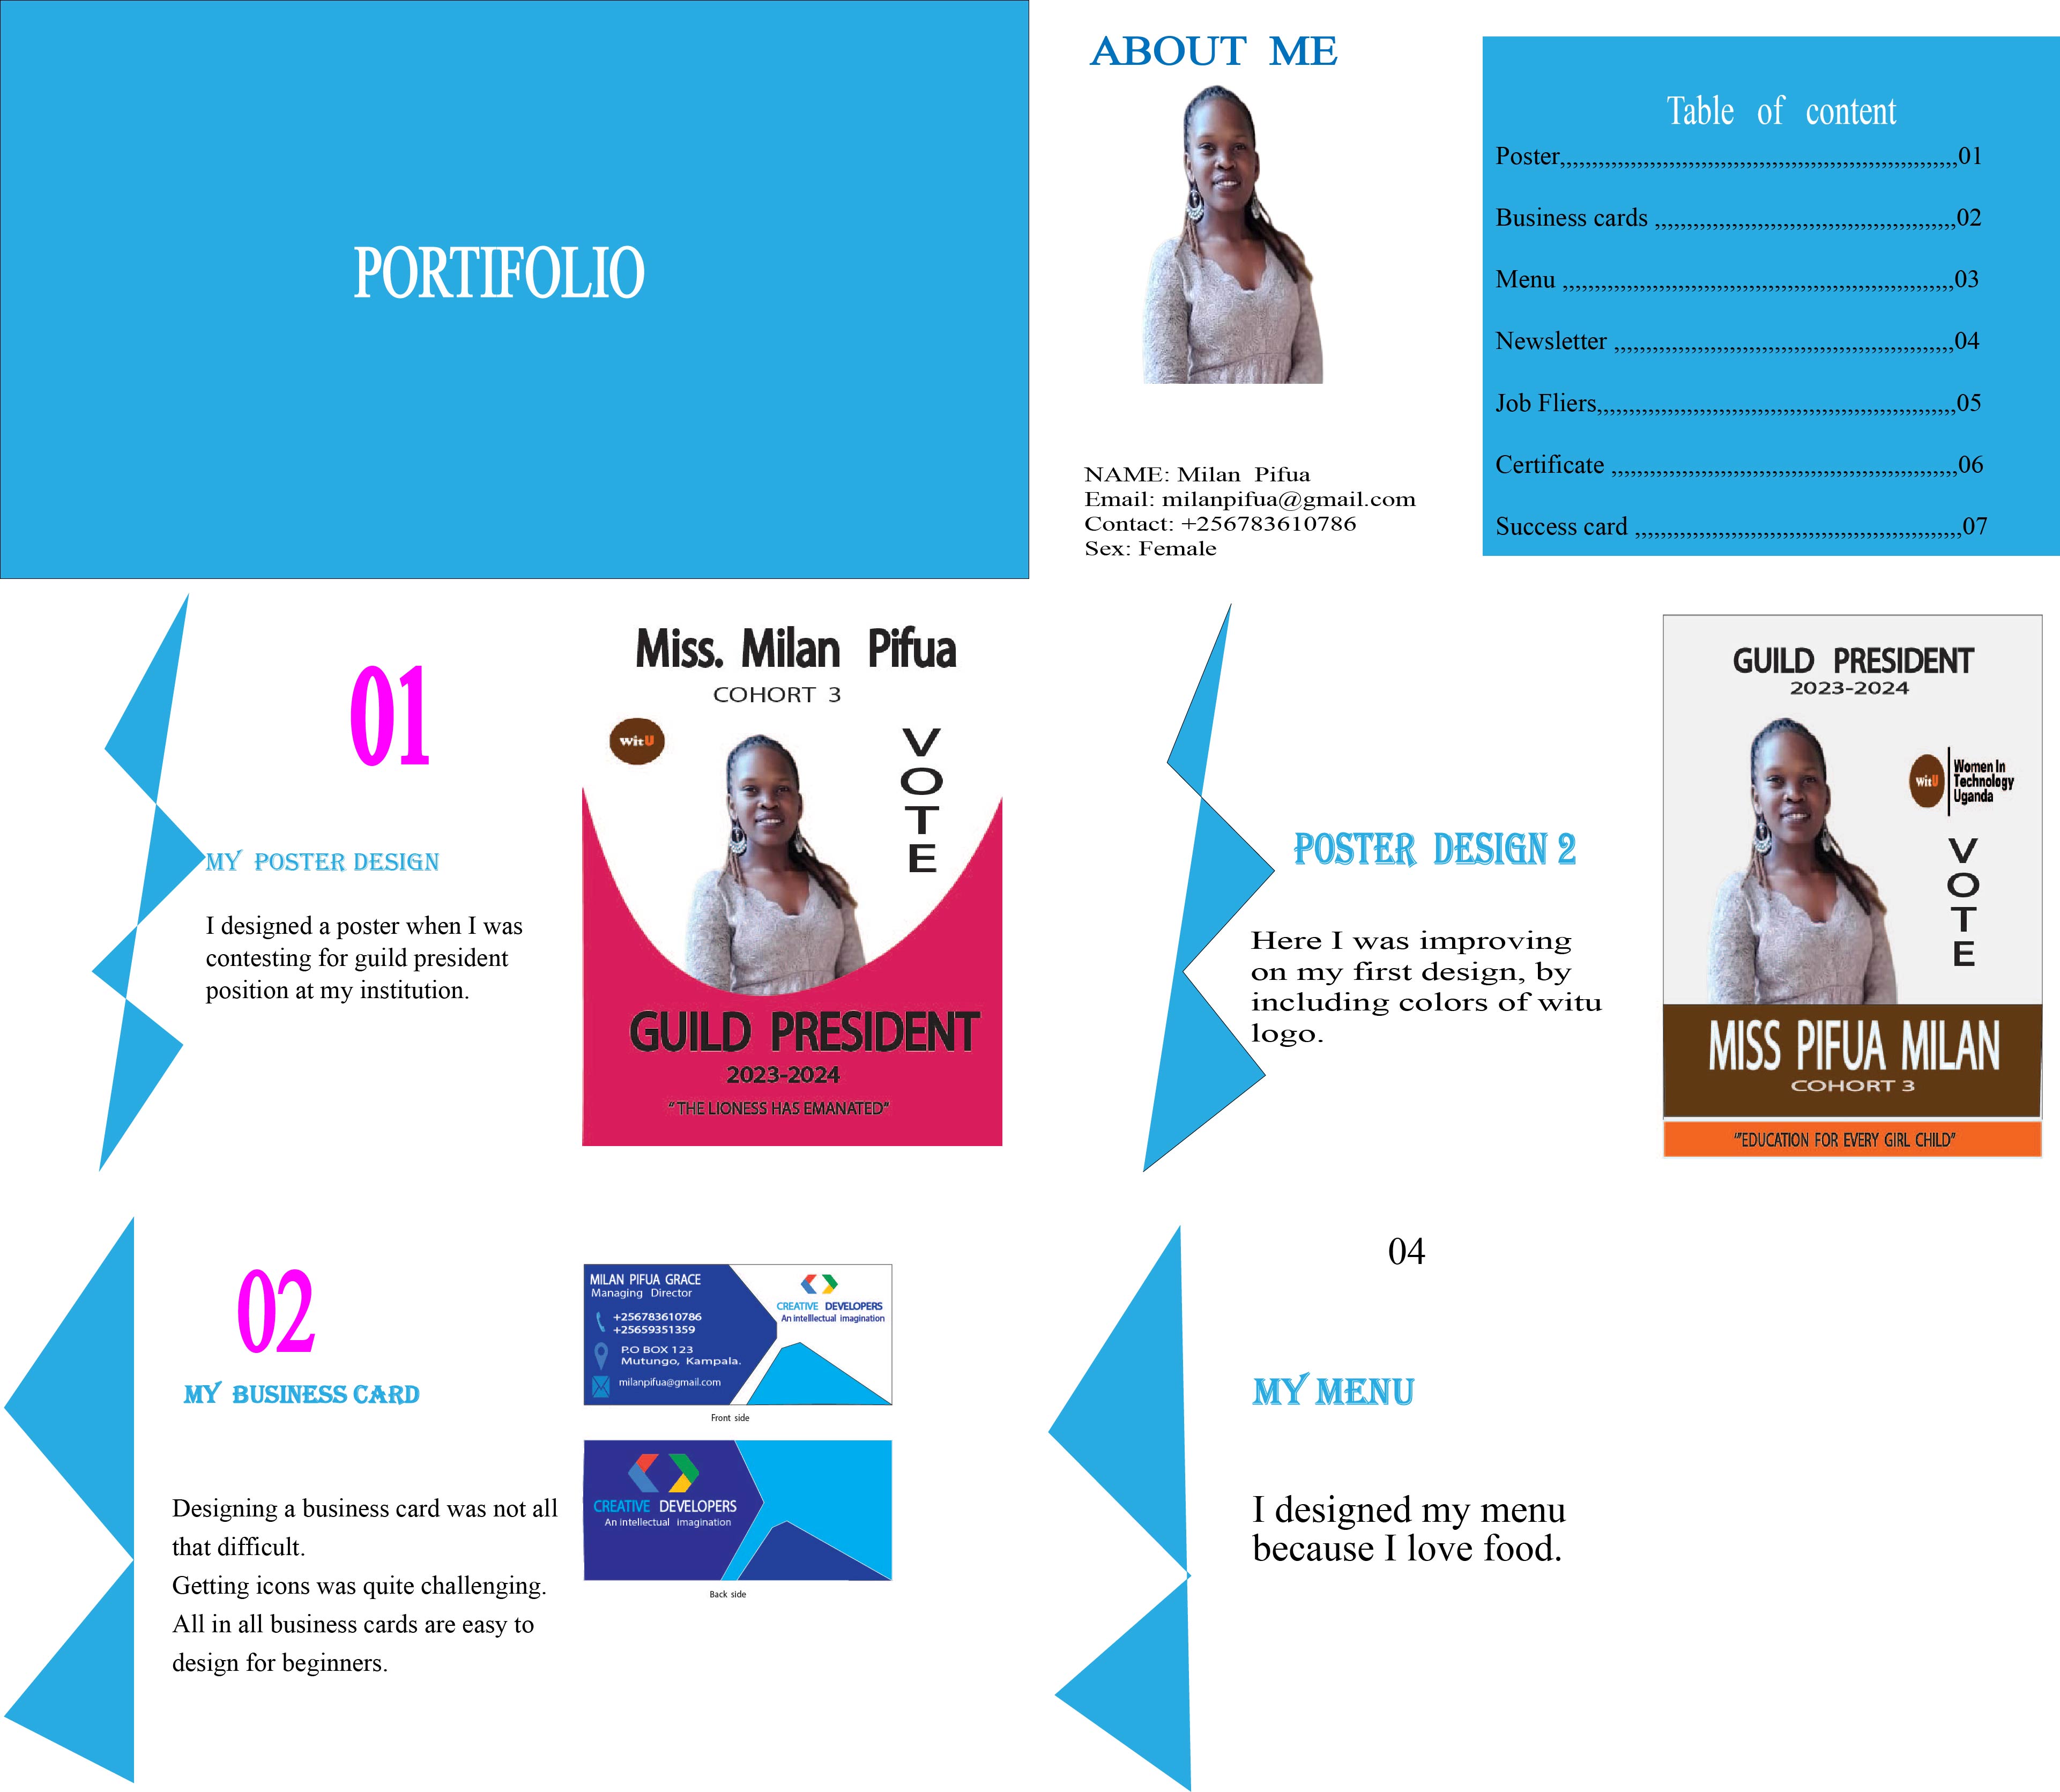 PORTIFOLIO
ABOUT ME
NAME: Milan Pifua
Email: milanpifua@gmail.com
Contact: +256783610786
Sex: Female
Table of content
Poster,,,,,,,,,,,,,,,,,,,,,,,,,,,,,,,,,,,,,,,,,,,,,,,,,,,,,,,,,,,,,,01
Business cards ,,,,,,,,,,,,,,,,,,,,,,,,,,,,,,,,,,,,,,,,,,,,,,,02
Menu ,,,,,,,,,,,,,,,,,,,,,,,,,,,,,,,,,,,,,,,,,,,,,,,,,,,,,,,,,,,,,03
Newsletter ,,,,,,,,,,,,,,,,,,,,,,,,,,,,,,,,,,,,,,,,,,,,,,,,,,,,,04
Job Fliers,,,,,,,,,,,,,,,,,,,,,,,,,,,,,,,,,,,,,,,,,,,,,,,,,,,,,,,,05
Certificate ,,,,,,,,,,,,,,,,,,,,,,,,,,,,,,,,,,,,,,,,,,,,,,,,,,,,,,06
Success card ,,,,,,,,,,,,,,,,,,,,,,,,,,,,,,,,,,,,,,,,,,,,,,,,,,,07
01
MY POSTER DESIGN
I designed a poster when I was
contesting for guild president
position at my institution.
Miss. Milan Pifua
COHORT 3
WitU
V
O
T
E
GUILD PRESIDENT
2023-2024
"THE LIONESS HAS EMANATED"
POSTER DESIGN 2
Here I was improving
on my first design, by
including colors of witu
logo.
GUILD PRESIDENT
2023-2024
WitU
Women In
Technology
Uganda
V
O
T
E
MISS PIFUA MILAN
COHORT 3
"'EDUCATION FOR EVERY GIRL CHILD"
02
MY BUSINESS CARD
Designing a business card was not all
that difficult.
Getting icons was quite challenging.
All in all business cards are easy to
design for beginners.
MILAN PIFUA GRACE
Managing Director
+256783610786
+25659351359
P.O BOX 123
Mutungo, Kampala.
milanpifua@gmail.com
CREATIVE DEVELOPERS
An intelllectual imagination
Front side
CREATIVE DEVELOPERS
An intellectual imagination
Back side
04
MY MENU
I designed my menu
because I love food.